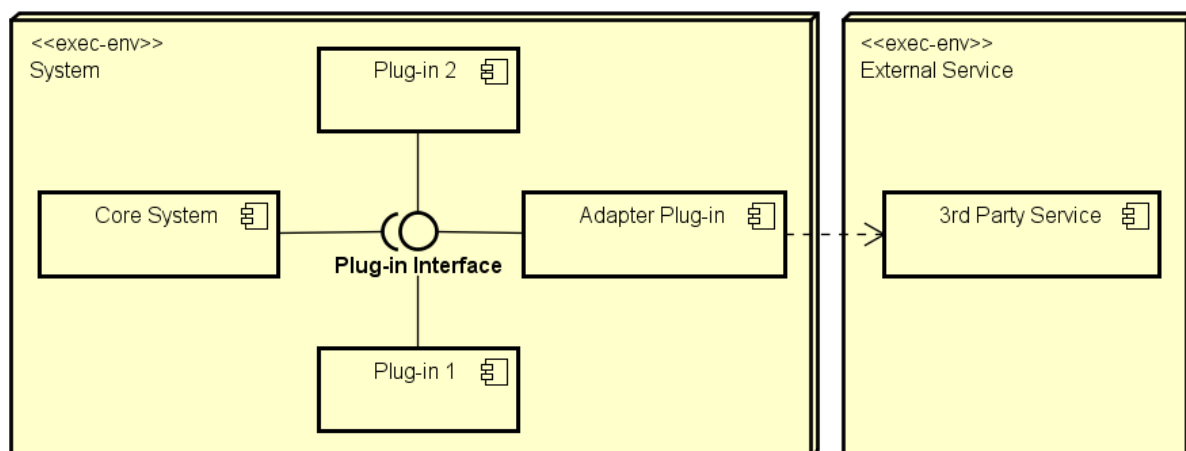 <<exec-env>>
System
Plug-in 2
Core System
Plug-in Interface
Adapter Plug-in
Plug-in 1
<<exec-env>>
External Service
3rd Party Service